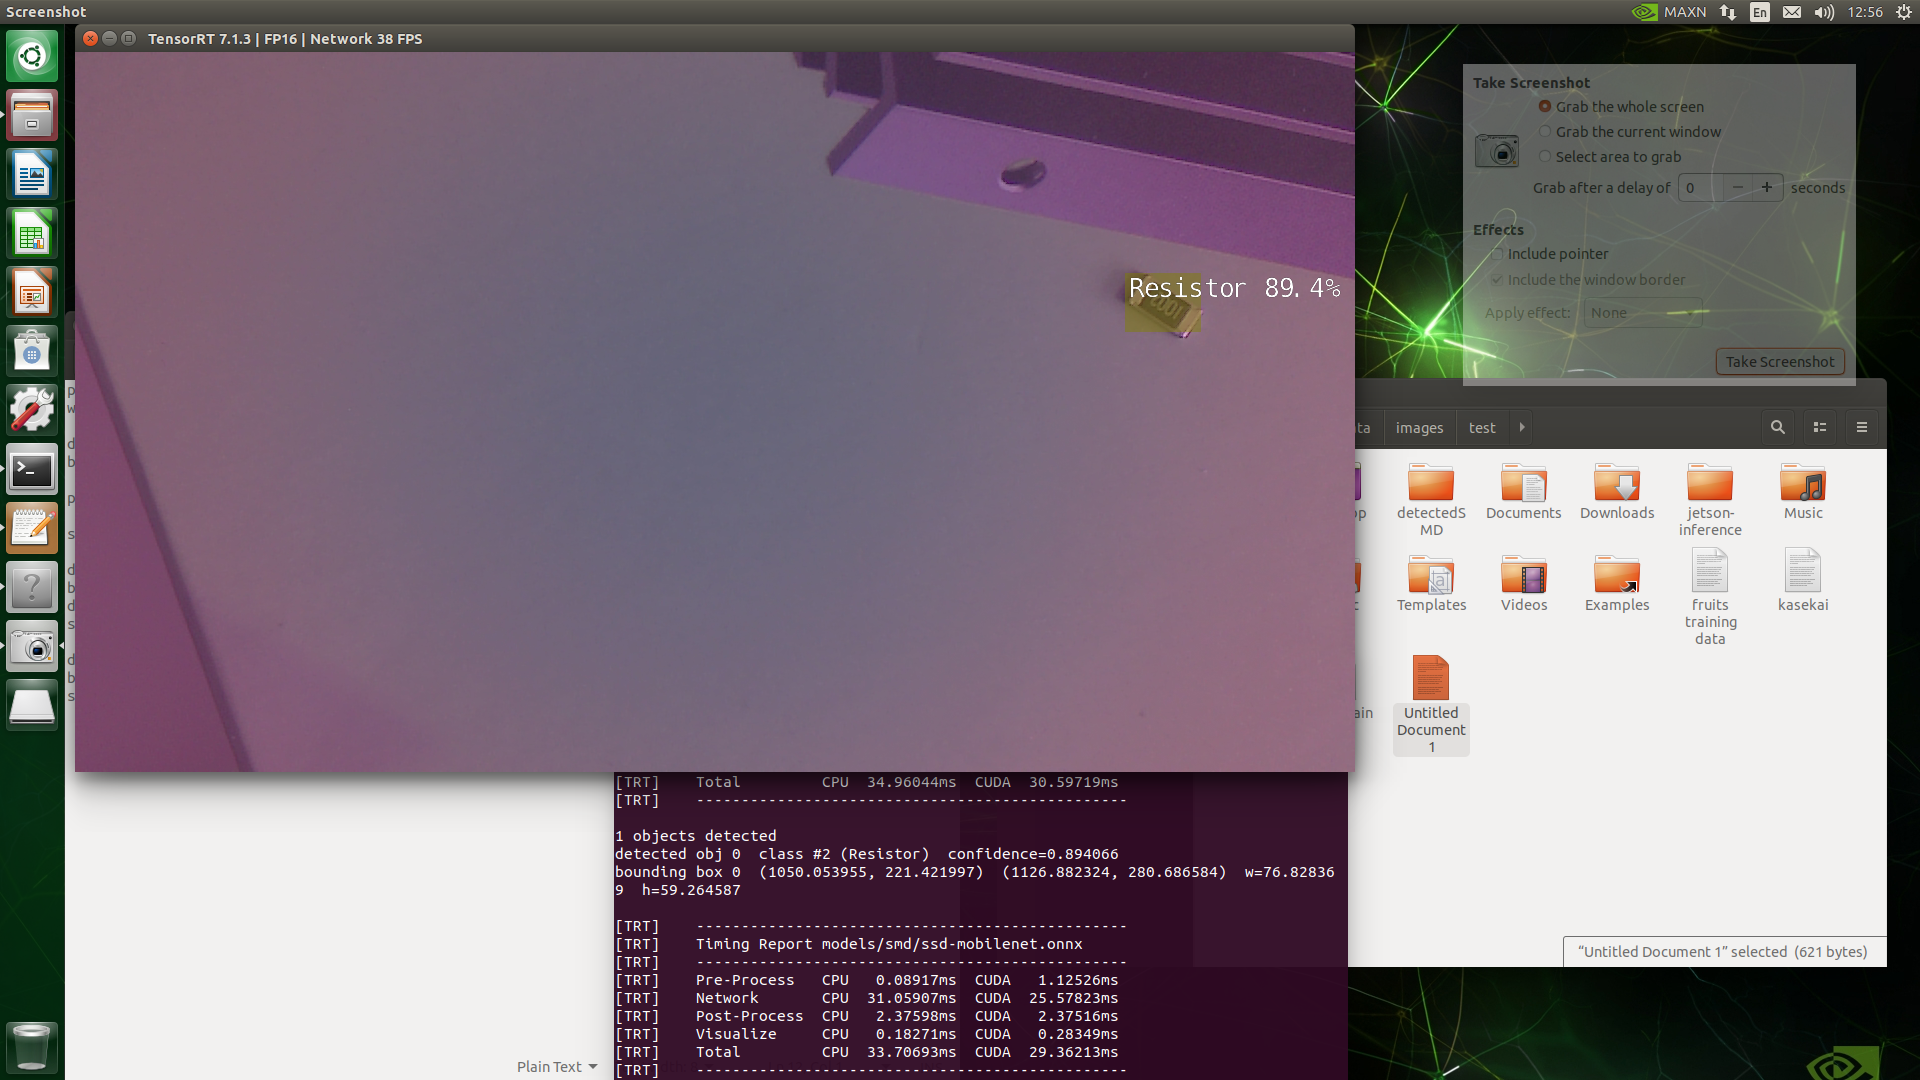 Screenshot
MAXN
En
12:56
TensorRT 7.1.3 | FP16 | Network 38 FPS
Resistor 89.4%
Take Screenshot
Grab the whole screen
Grab the current window
Select area to grab
Grab after a delay of 0 − + seconds
Effects
Include pointer
Include the window border
Apply effect: None
Take Screenshot
ta images test
p
w
d
b
p
s
d
b
d
s
d
b
s
op
detectedS
MD
Documents
Downloads
jetson-
inference
Music
Templates
Videos
Examples
fruits
training
data
kasekai
ain
Untitled
Document
1
"Untitled Document 1" selected (621 bytes)
[TRT] Total CPU 34.96044ms CUDA 30.59719ms
[TRT] ------------------------------------------------
1 objects detected
detected obj 0 class #2 (Resistor) confidence=0.894066
bounding box 0 (1050.053955, 221.421997) (1126.882324, 280.686584) w=76.82836
9 h=59.264587
[TRT] ------------------------------------------------
[TRT] Timing Report models/smd/ssd-mobilenet.onnx
[TRT] ------------------------------------------------
[TRT] Pre-Process CPU 0.08917ms CUDA 1.12526ms
[TRT] Network CPU 31.05907ms CUDA 25.57823ms
[TRT] Post-Process CPU 2.37598ms CUDA 2.37516ms
[TRT] Visualize CPU 0.18271ms CUDA 0.28349ms
[TRT] Total CPU 33.70693ms CUDA 29.36213ms
[TRT] ------------------------------------------------
Plain Text